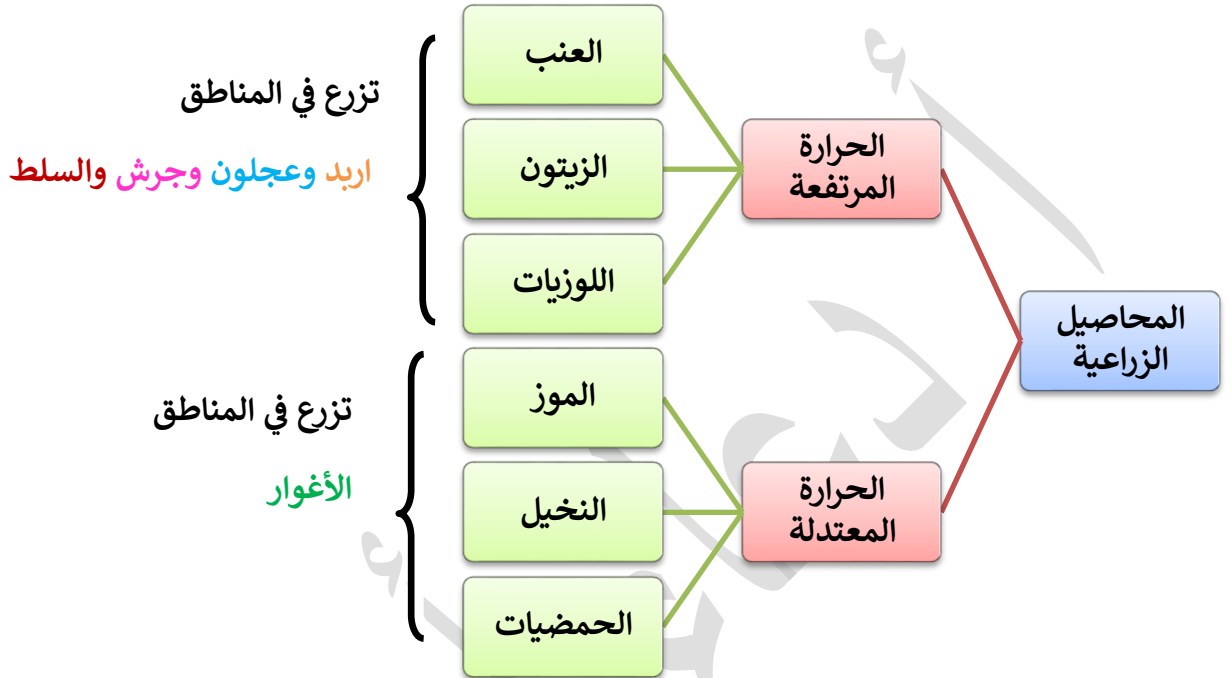 المحاصيل
الزراعية
الحرارة
المرتفعة
العنب
الزيتون
اللوزيات
تزرع في المناطق
اربد وعجلون وجرش والسلط
الحرارة
المعتدلة
الموز
النخيل
الحمضيات
تزرع في المناطق
الأغوار